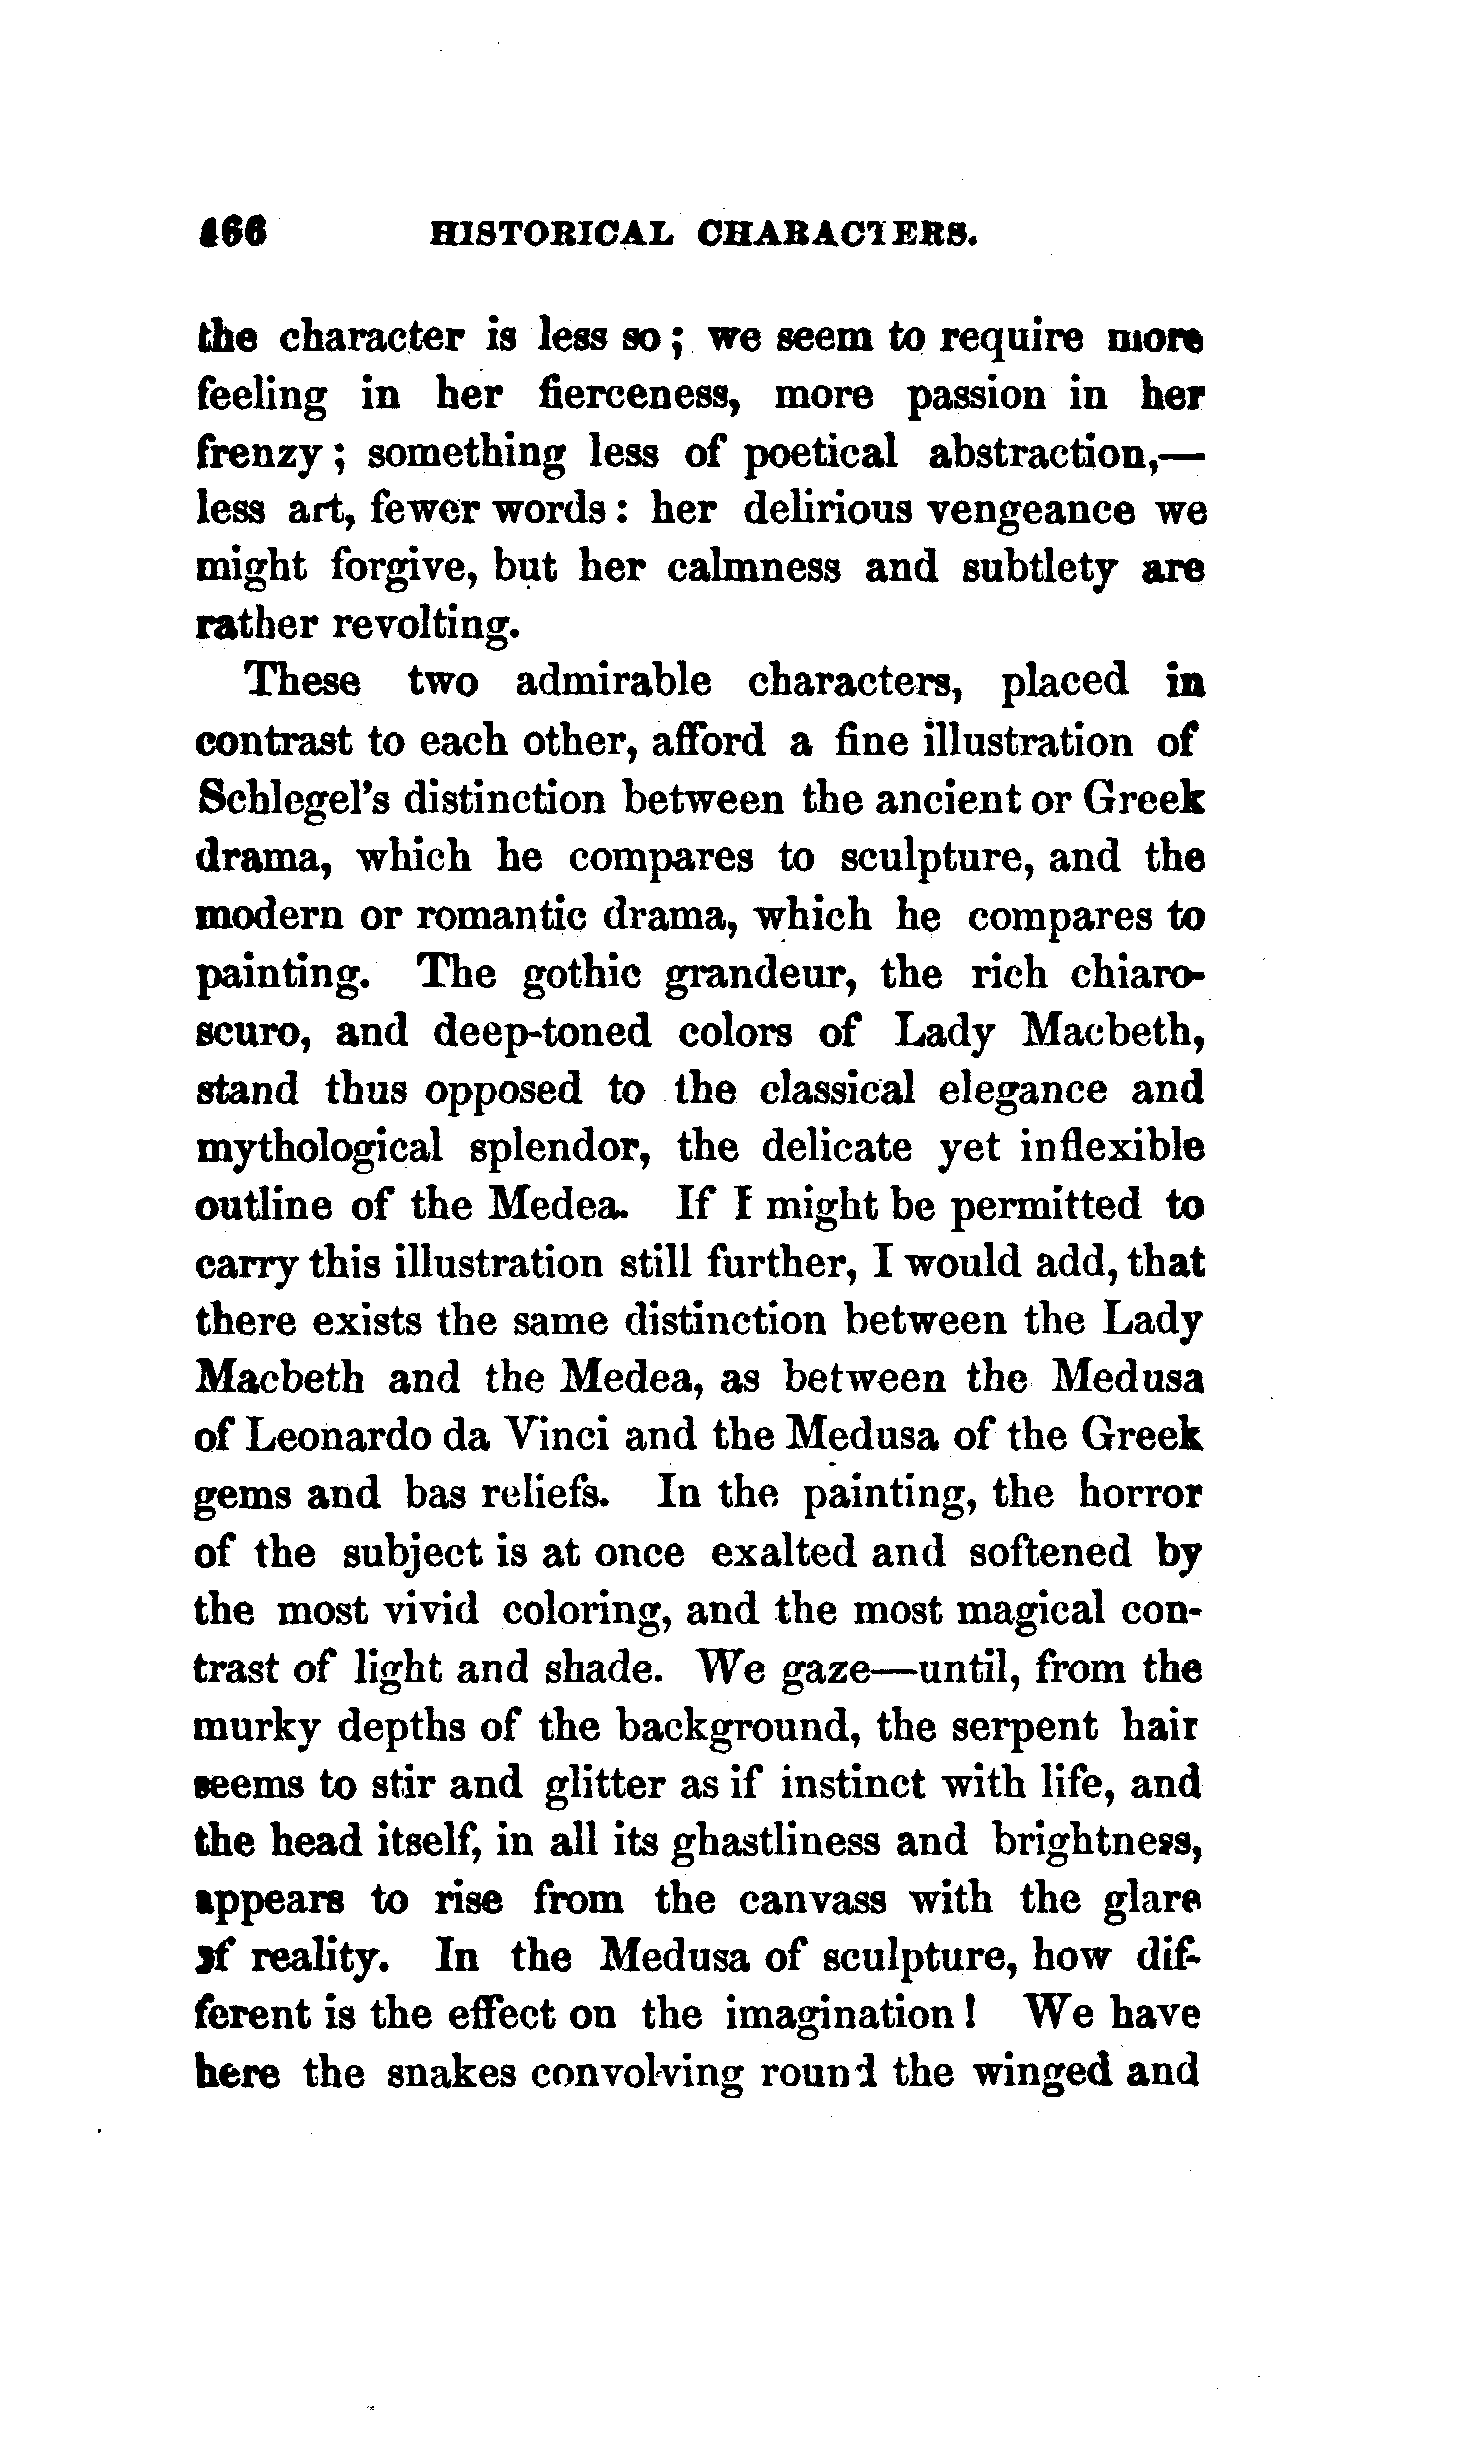 466 HISTORICAL CHARACTERS.
the character is less so; we seem to require more
feeling in her fierceness, more passion in her
frenzy; something less of poetical abstraction,—
less art, fewer words: her delirious vengeance we
might forgive, but her calmness and subtlety are
rather revolting.
These two admirable characters, placed in
contrast to each other, afford a fine illustration of
Schlegel's distinction between the ancient or Greek
drama, which he compares to sculpture, and the
modern or romantic drama, which he compares to
painting. The gothic grandeur, the rich chiaro-
scuro, and deep-toned colors of Lady Macbeth,
stand thus opposed to the classical elegance and
mythological splendor, the delicate yet inflexible
outline of the Medea. If I might be permitted to
carry this illustration still further, I would add, that
there exists the same distinction between the Lady
Macbeth and the Medea, as between the Medusa
of Leonardo da Vinci and the Medusa of the Greek
gems and bas reliefs. In the painting, the horror
of the subject is at once exalted and softened by
the most vivid coloring, and the most magical con-
trast of light and shade. We gaze—until, from the
murky depths of the background, the serpent hair
seems to stir and glitter as if instinct with life, and
the head itself, in all its ghastliness and brightness,
appears to rise from the canvass with the glare
of reality. In the Medusa of sculpture, how dif-
ferent is the effect on the imagination! We have
here the snakes convolving round the winged and